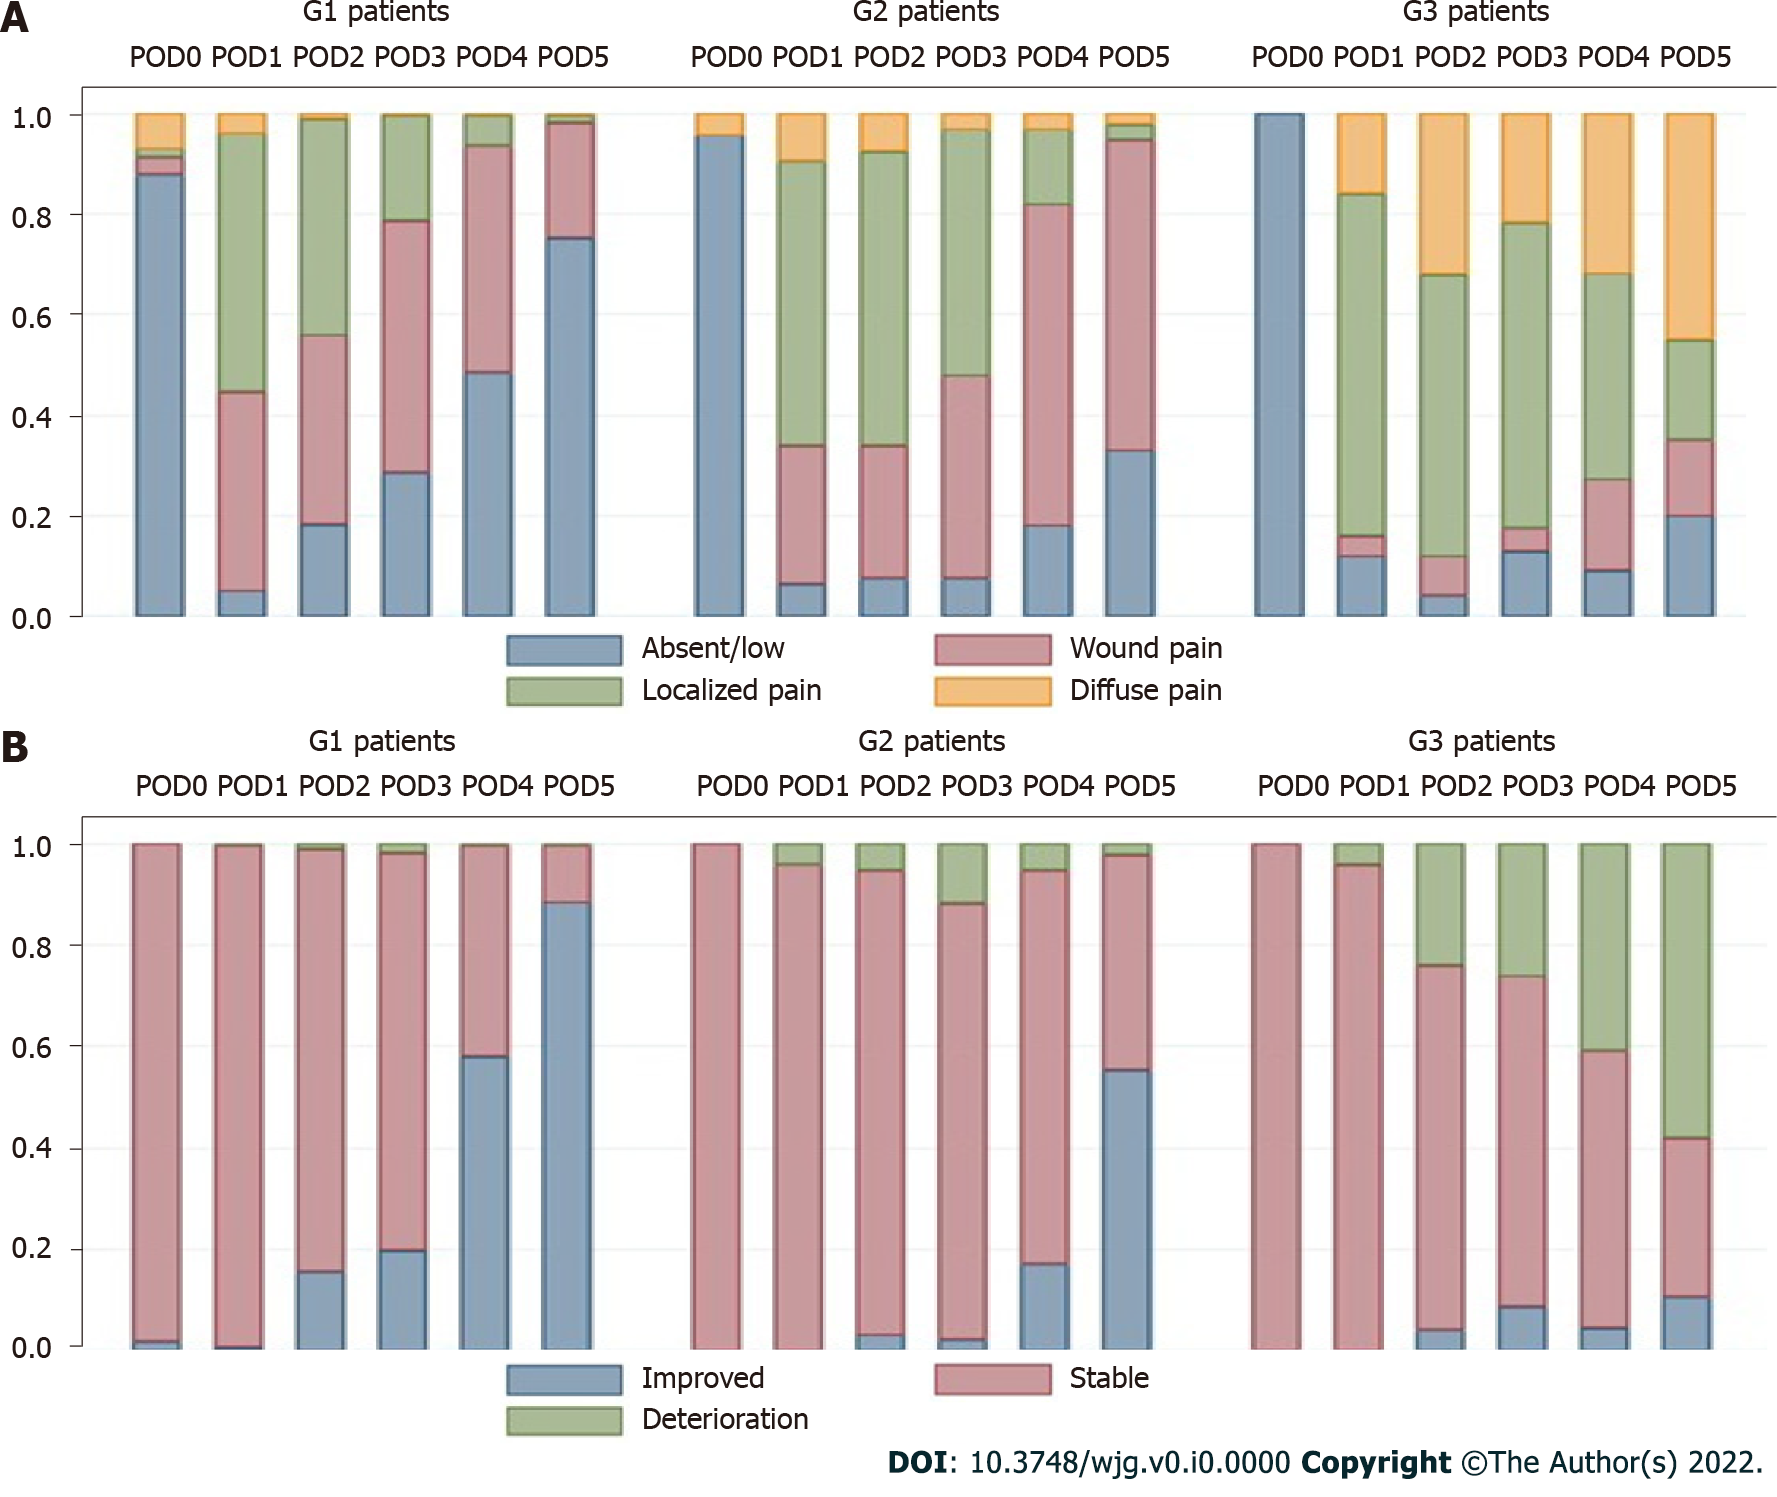 A
G1 patients G2 patients G3 patients
POD0 POD1 POD2 POD3 POD4 POD5 POD0 POD1 POD2 POD3 POD4 POD5 POD0 POD1 POD2 POD3 POD4 POD5
1.0
0.8
0.6
0.4
0.2
0.0
Absent/low Wound pain
Localized pain Diffuse pain
B
G1 patients G2 patients G3 patients
POD0 POD1 POD2 POD3 POD4 POD5 POD0 POD1 POD2 POD3 POD4 POD5 POD0 POD1 POD2 POD3 POD4 POD5
1.0
0.8
0.6
0.4
0.2
0.0
Improved Stable
Deterioration
DOI: 10.3748/wjg.v0.i0.0000 Copyright ©The Author(s) 2022.